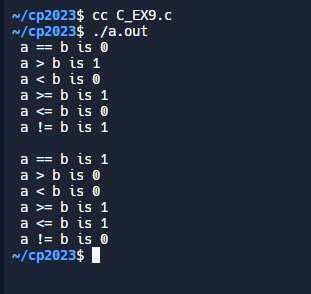 ~/cp2023$ cc C_EX9.c
~/cp2023$ ./a.out
a == b is 0
a > b is 1
a < b is 0
a >= b is 1
a <= b is 0
a != b is 1

a == b is 1
a > b is 0
a < b is 0
a >= b is 1
a <= b is 1
a != b is 0
~/cp2023$